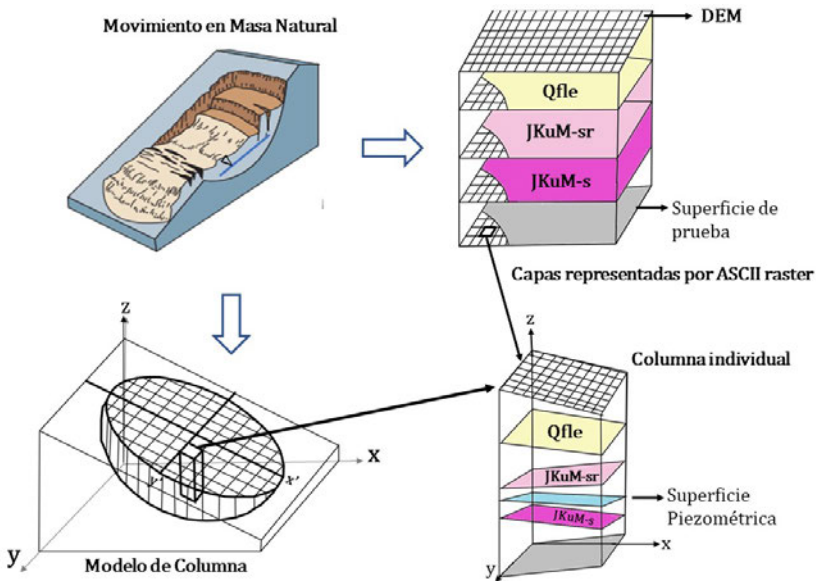 Movimiento en Masa Natural
DEM
Qfle
JKuM-sr
JKuM-s
Superficie de
prueba
Capas representadas por ASCII raster
z
x
y
x'
y'
Modelo de Columna
z
Columna individual
Qfle
JKuM-sr
JKuM-s
Superficie
Piezométrica
x
y